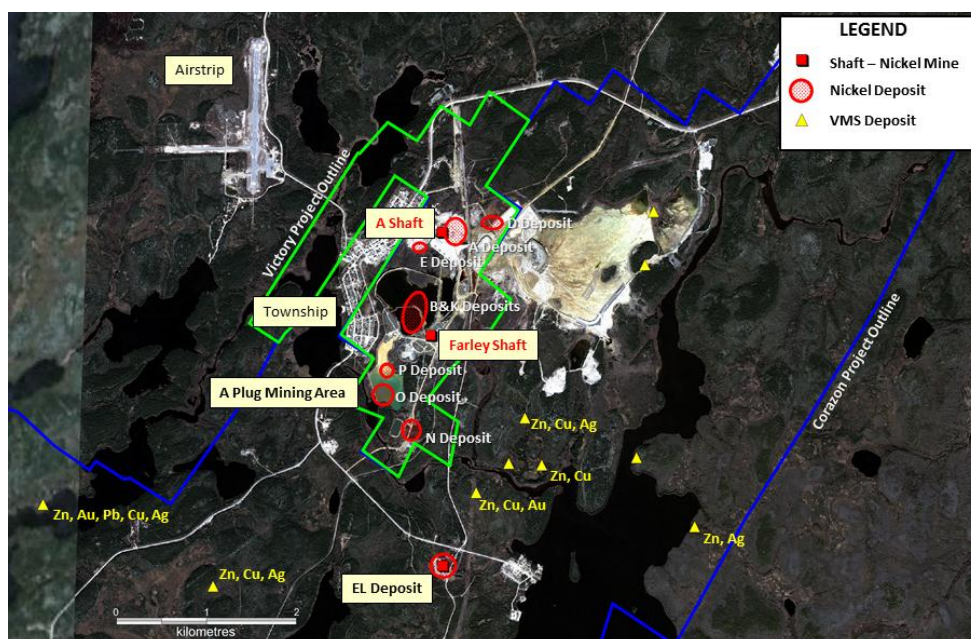 LEGEND
Shaft – Nickel Mine
Nickel Deposit
VMS Deposit
Airstrip
Victory Project Outline
A Shaft
D Deposit
A Deposit
E Deposit
B&K Deposits
Township
Farley Shaft
P Deposit
A Plug Mining Area
O Deposit
N Deposit
Corazon Project Outline
Zn, Cu, Ag
Zn, Cu
Zn, Cu, Au
Zn, Au, Pb, Cu, Ag
Zn, Ag
Zn, Cu, Ag
EL Deposit
0 1 2
kilometres